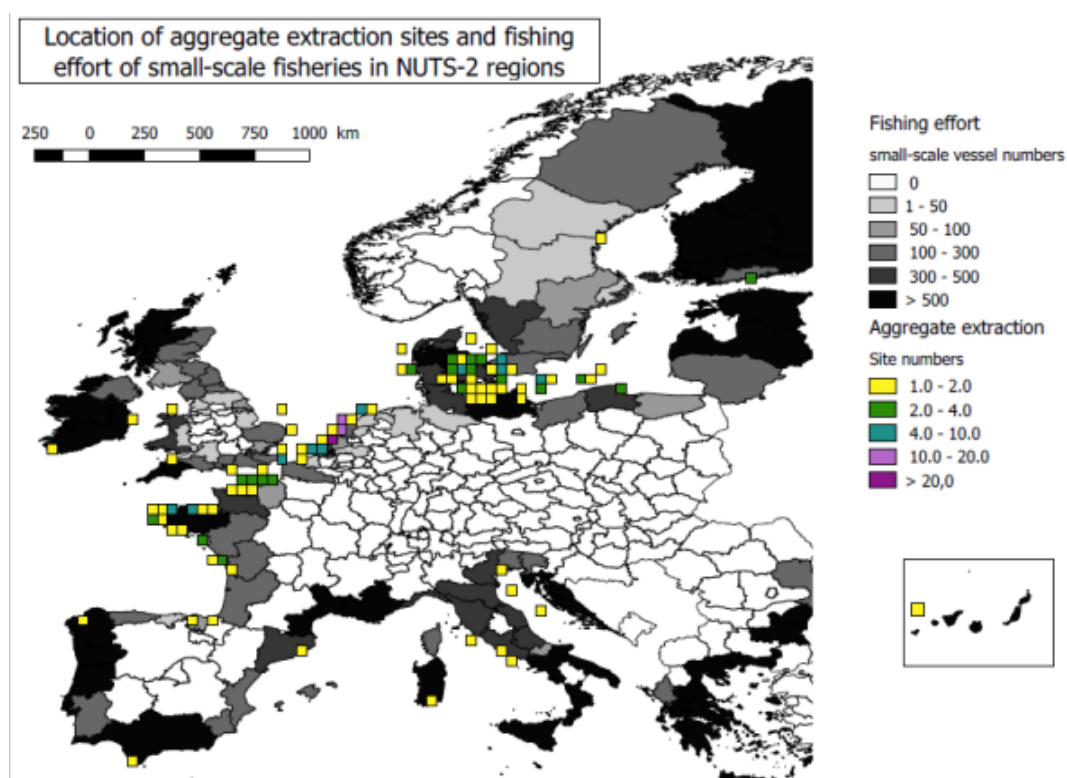 Location of aggregate extraction sites and fishing
effort of small-scale fisheries in NUTS-2 regions
250 0 250 500 750 1000 km
Fishing effort
small-scale vessel numbers
0
1 - 50
50 - 100
100 - 300
300 - 500
> 500
Aggregate extraction
Site numbers
1.0 - 2.0
2.0 - 4.0
4.0 - 10.0
10.0 - 20.0
> 20,0